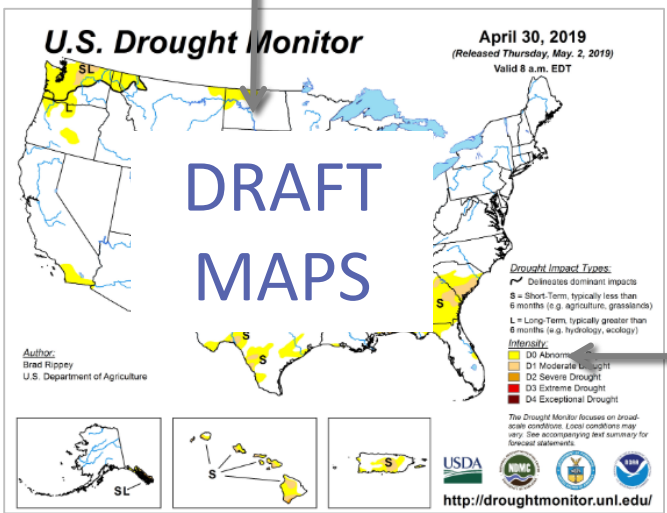 U.S. Drought Monitor
April 30, 2019
(Released Thursday, May. 2, 2019)
Valid 8 a.m. EDT
SL
L
DRAFT
MAPS
S
S
S
Drought Impact Types:
Delineates dominant impacts
S = Short-Term, typically less than
6 months (e.g. agriculture, grasslands)
L = Long-Term, typically greater than
6 months (e.g. hydrology, ecology)
Intensity:
D0
D1 Moderate Drought
D2 Severe Drought
D3 Extreme Drought
D4 Exceptional Drought
Author:
Brad Rippey
U.S. Department of Agriculture
The Drought Monitor focuses on broad-
scale conditions. Local conditions may
vary. See accompanying text summary for
forecast statements.
SL
S
S
USDA
NDMC
http://droughtmonitor.unl.edu/